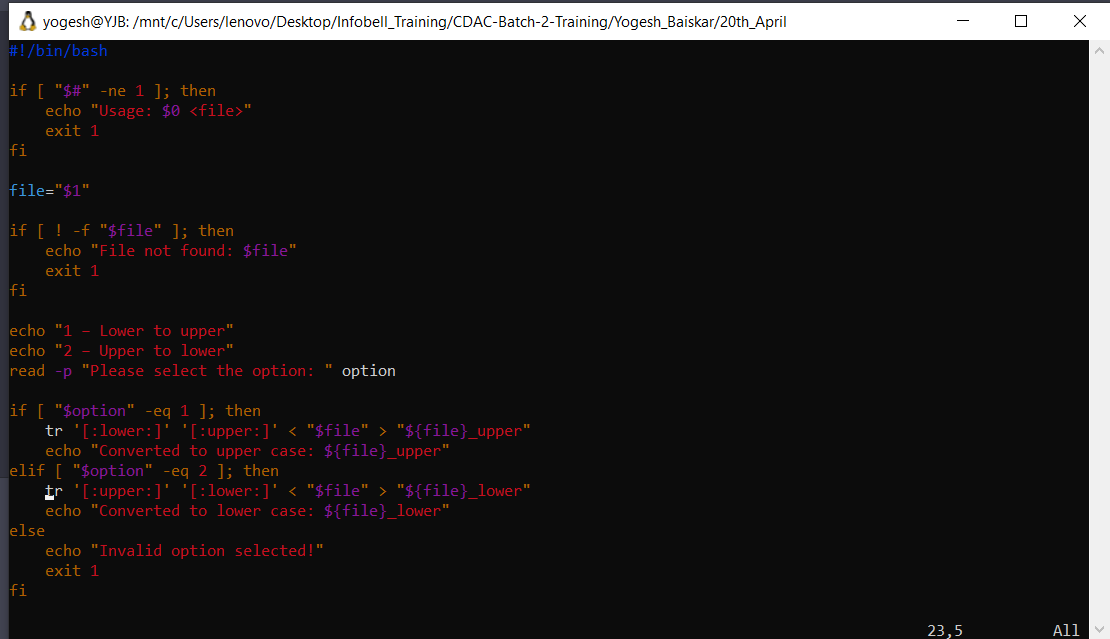 yogesh@YJB: /mnt/c/Users/lenovo/Desktop/Infobell_Training/CDAC-Batch-2-Training/Yogesh_Baiskar/20th_April
#!/bin/bash

if [ "$#" -ne 1 ]; then
    echo "Usage: $0 <file>"
    exit 1
fi

file="$1"

if [ ! -f "$file" ]; then
    echo "File not found: $file"
    exit 1
fi

echo "1 – Lower to upper"
echo "2 – Upper to lower"
read -p "Please select the option: " option

if [ "$option" -eq 1 ]; then
    tr '[:lower:]' '[:upper:]' < "$file" > "${file}_upper"
    echo "Converted to upper case: ${file}_upper"
elif [ "$option" -eq 2 ]; then
    tr '[:upper:]' '[:lower:]' < "$file" > "${file}_lower"
    echo "Converted to lower case: ${file}_lower"
else
    echo "Invalid option selected!"
    exit 1
fi
23,5 All